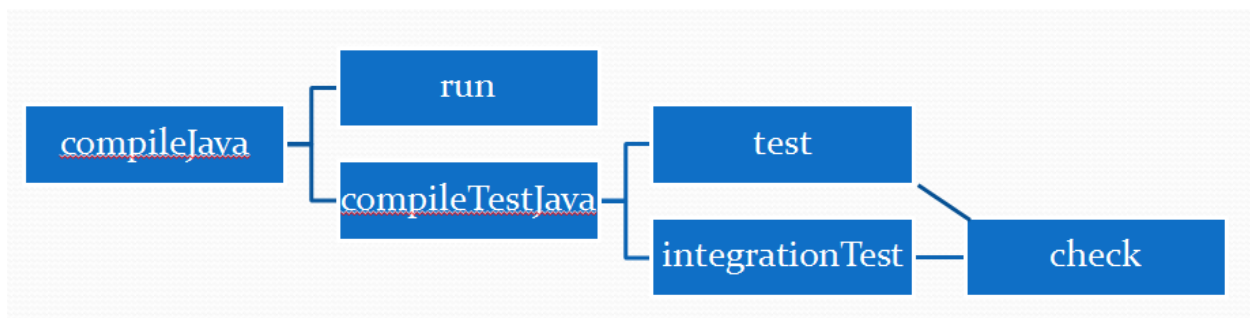 run
compileJava
test
compileTestJava
integrationTest
check